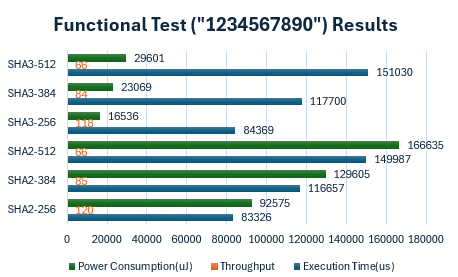 Functional Test ("1234567890") Results
SHA3-512
29601
66
151030
SHA3-384
23069
84
117700
SHA3-256
16536
118
84369
SHA2-512
166635
66
149987
SHA2-384
129605
85
116657
SHA2-256
92575
120
83326
0 20000 40000 60000 80000 100000 120000 140000 160000 180000
Power Consumption(uJ) Throughput Execution Time(us)